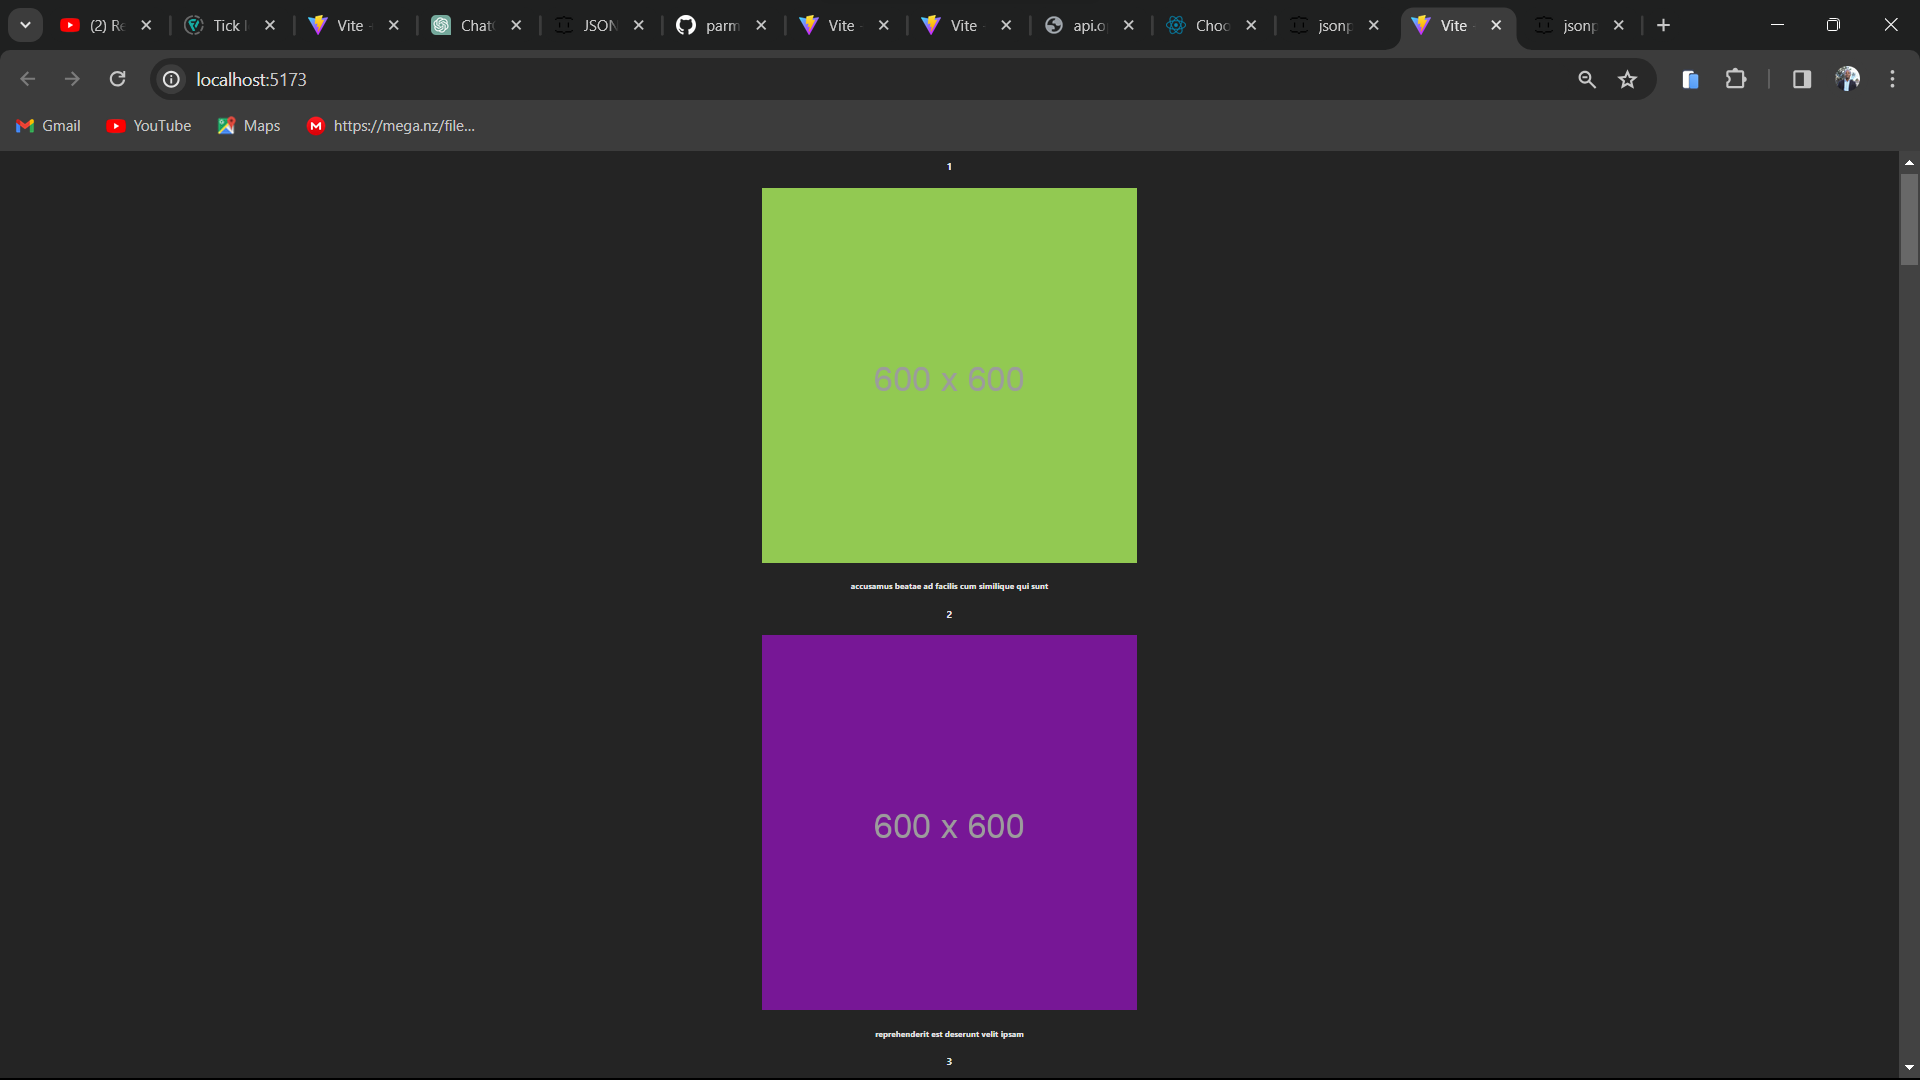 (2) Re
Tick
Vite
Chat
JSON
parm
Vite
Vite
api.o
Choo
jsonp
Vite
jsonp
localhost:5173
Gmail
YouTube
Maps
https://mega.nz/file...
1
600 x 600
accusamus beatae ad facilis cum similique qui sunt
2
600 x 600
reprehenderit est deserunt velit ipsam
3